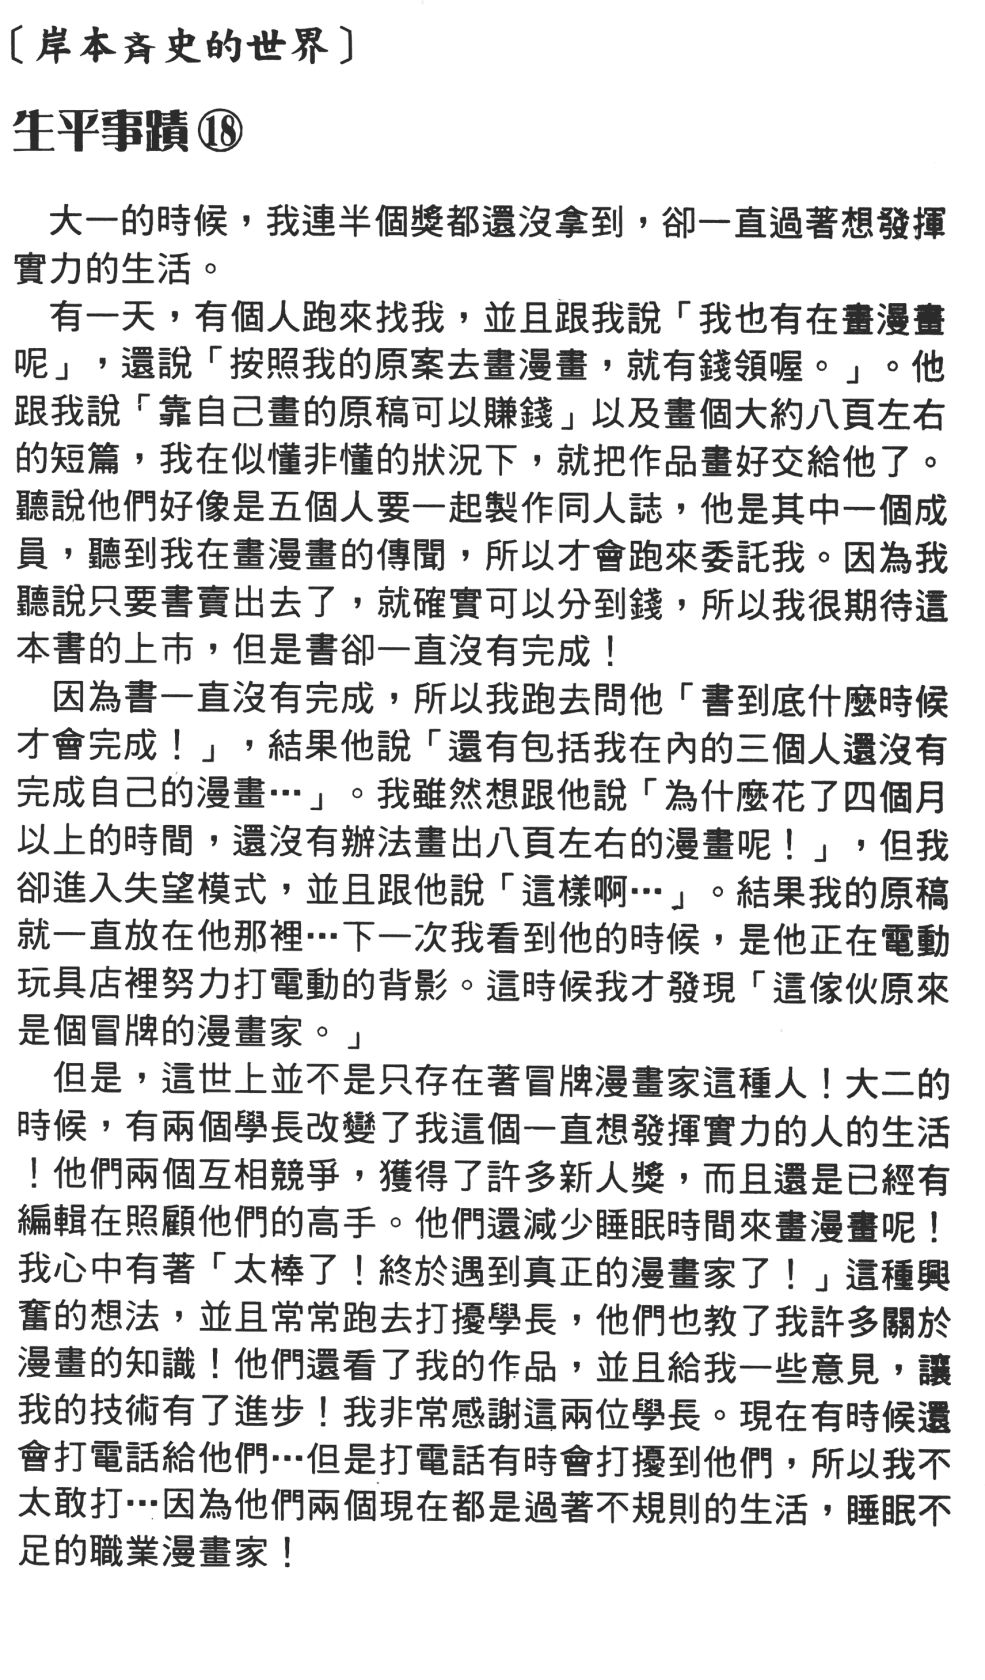 〔岸本斉史的世界〕
生平事蹟⑱
大一的時候，我連半個獎都還沒拿到，卻一直過著想發揮
實力的生活。
有一天，有個人跑來找我，並且跟我說「我也有在畫漫畫
呢」，還說「按照我的原案去畫漫畫，就有錢領喔。」。他
跟我說「靠自己畫的原稿可以賺錢」以及畫個大約八頁左右
的短篇，我在似懂非懂的狀況下，就把作品畫好交給他了。
聽說他們好像是五個人要一起製作同人誌，他是其中一個成
員，聽到我在畫漫畫的傳聞，所以才會跑來委託我。因為我
聽說只要書賣出去了，就確實可以分到錢，所以我很期待這
本書的上市，但是書卻一直沒有完成！
因為書一直沒有完成，所以我跑去問他「書到底什麼時候
才會完成！」，結果他說「還有包括我在內的三個人還沒有
完成自己的漫畫…」。我雖然想跟他說「為什麼花了四個月
以上的時間，還沒有辦法畫出八頁左右的漫畫呢！」，但我
卻進入失望模式，並且跟他說「這樣啊…」。結果我的原稿
就一直放在他那裡…下一次我看到他的時候，是他正在電動
玩具店裡努力打電動的背影。這時候我才發現「這傢伙原來
是個冒牌的漫畫家。」
但是，這世上並不是只存在著冒牌漫畫家這種人！大二的
時候，有兩個學長改變了我這個一直想發揮實力的人的生活
！他們兩個互相競爭，獲得了許多新人獎，而且還是已經有
編輯在照顧他們的高手。他們還減少睡眠時間來畫漫畫呢！
我心中有著「太棒了！終於遇到真正的漫畫家了！」這種興
奮的想法，並且常常跑去打擾學長，他們也教了我許多關於
漫畫的知識！他們還看了我的作品，並且給我一些意見，讓
我的技術有了進步！我非常感謝這兩位學長。現在有時候還
會打電話給他們…但是打電話有時會打擾到他們，所以我不
太敢打…因為他們兩個現在都是過著不規則的生活，睡眠不
足的職業漫畫家！